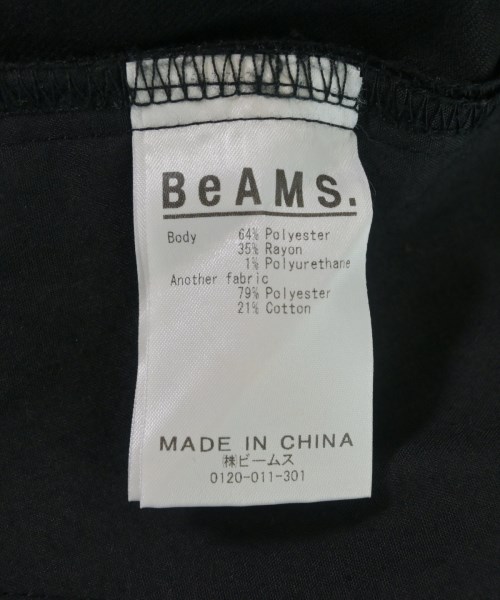 BeAMS.
Body 64% Polyester
35% Rayon
1% Polyurethane
Another fabric
79% Polyester
21% Cotton
MADE IN CHINA
㈱ビームス
0120-011-301